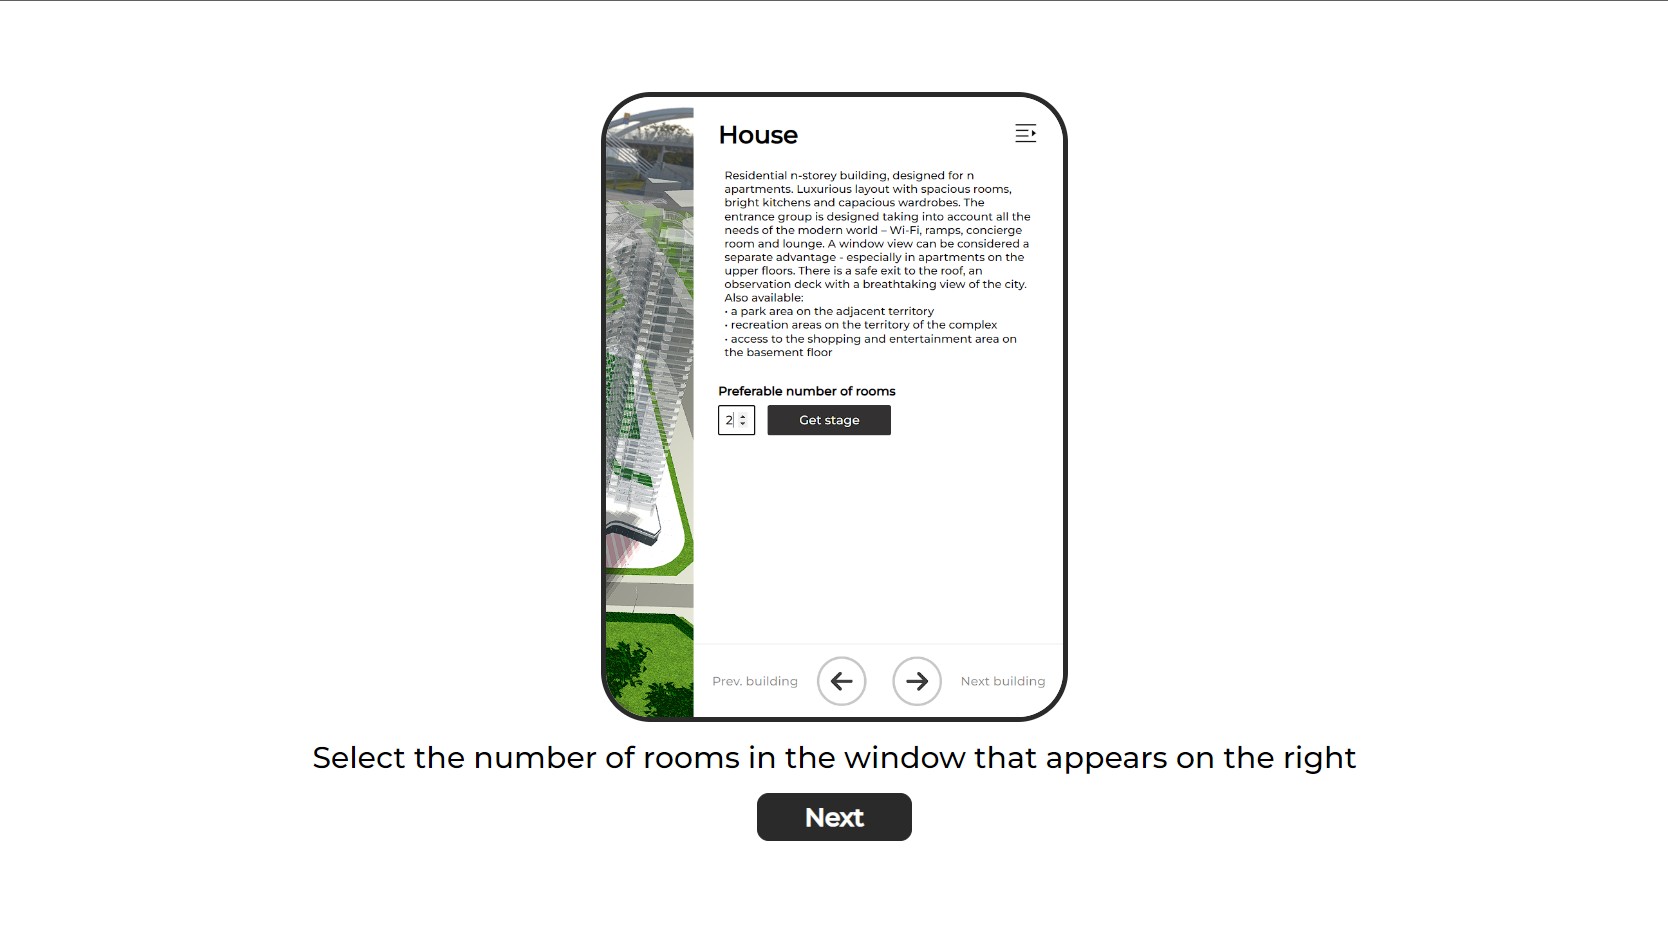 House
Residential n-storey building, designed for n
apartments. Luxurious layout with spacious rooms,
bright kitchens and capacious wardrobes. The
entrance group is designed taking into account all the
needs of the modern world – Wi-Fi, ramps, concierge
room and lounge. A window view can be considered a
separate advantage - especially in apartments on the
upper floors. There is a safe exit to the roof, an
observation deck with a breathtaking view of the city.
Also available:
• a park area on the adjacent territory
• recreation areas on the territory of the complex
• access to the shopping and entertainment area on
the basement floor
Preferable number of rooms
2 Get stage
Prev. building Next building
Select the number of rooms in the window that appears on the right
Next